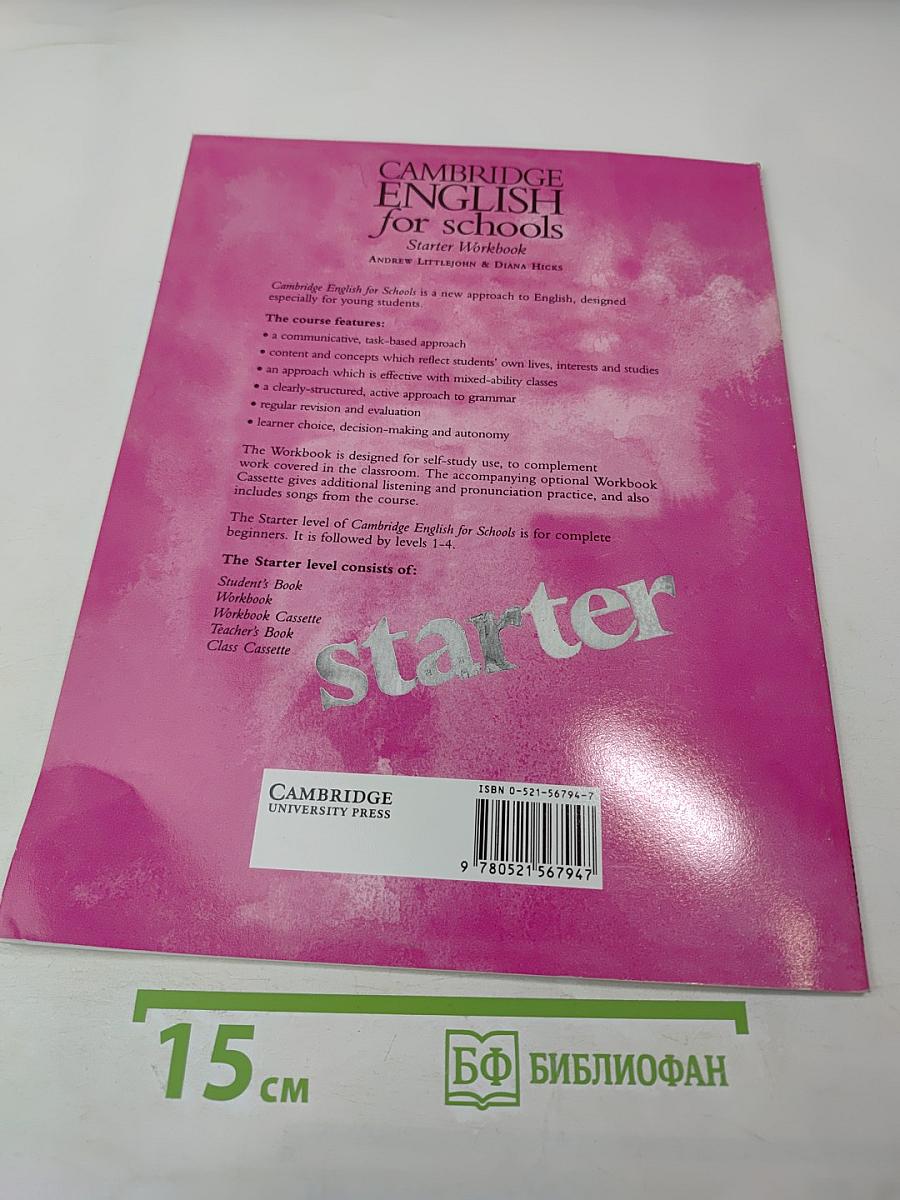 CAMBRIDGE
ENGLISH
for schools
Starter Workbook
ANDREW LITTLEJOHN & DIANA HICKS
Cambridge English for Schools is a new approach to English, designed
especially for young students.
The course features:
• a communicative, task-based approach
• content and concepts which reflect students' own lives, interests and studies
• an approach which is effective with mixed-ability classes
• a clearly-structured, active approach to grammar
• regular revision and evaluation
• learner choice, decision-making and autonomy
The Workbook is designed for self-study use, to complement
work covered in the classroom. The accompanying optional Workbook
Cassette gives additional listening and pronunciation practice, and also
includes songs from the course.
The Starter level of Cambridge English for Schools is for complete
beginners. It is followed by levels 1-4.
The Starter level consists of:
Student's Book
Workbook
Workbook Cassette
Teacher's Book
Class Cassette
starter
CAMBRIDGE
UNIVERSITY PRESS
ISBN 0-521-56794-7
9 780521 567947
15 см
БФ БИБЛИОФАН